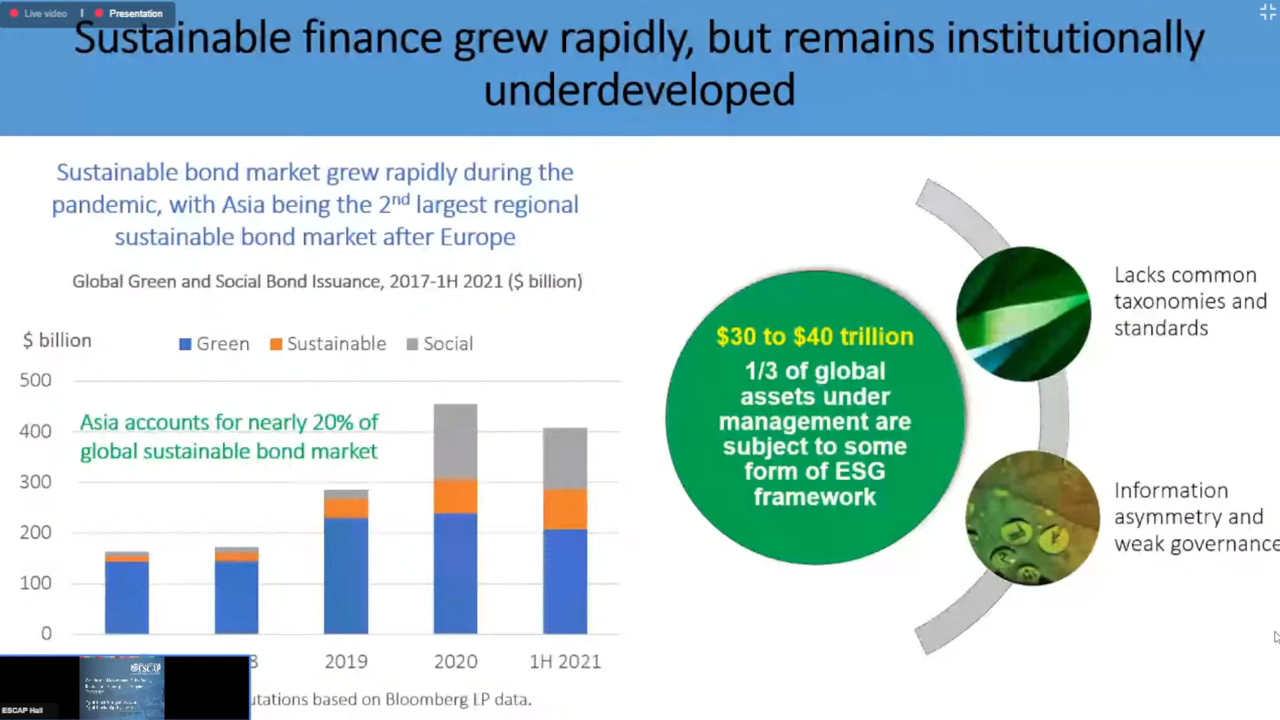 Live video
Presentation
Sustainable finance grew rapidly, but remains institutionally
underdeveloped
Sustainable bond market grew rapidly during the
pandemic, with Asia being the 2nd largest regional
sustainable bond market after Europe
Global Green and Social Bond Issuance, 2017-1H 2021 ($ billion)
$ billion
Green
Sustainable
Social
500
400
300
200
100
0
Asia accounts for nearly 20% of
global sustainable bond market
8
2019
2020
1H 2021
utations based on Bloomberg LP data.
$30 to $40 trillion
1/3 of global
assets under
management are
subject to some
form of ESG
framework
Lacks common
taxonomies and
standards
Information
asymmetry and
weak governance
ESCAP
ESCAP Hall